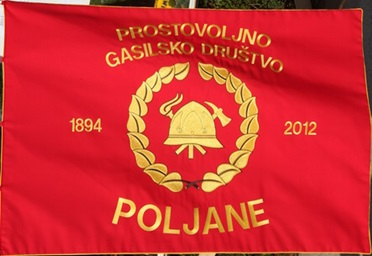 PROSTOVOLJNO
GASILSKO DRUŠTVO
1894 2012
POLJANE